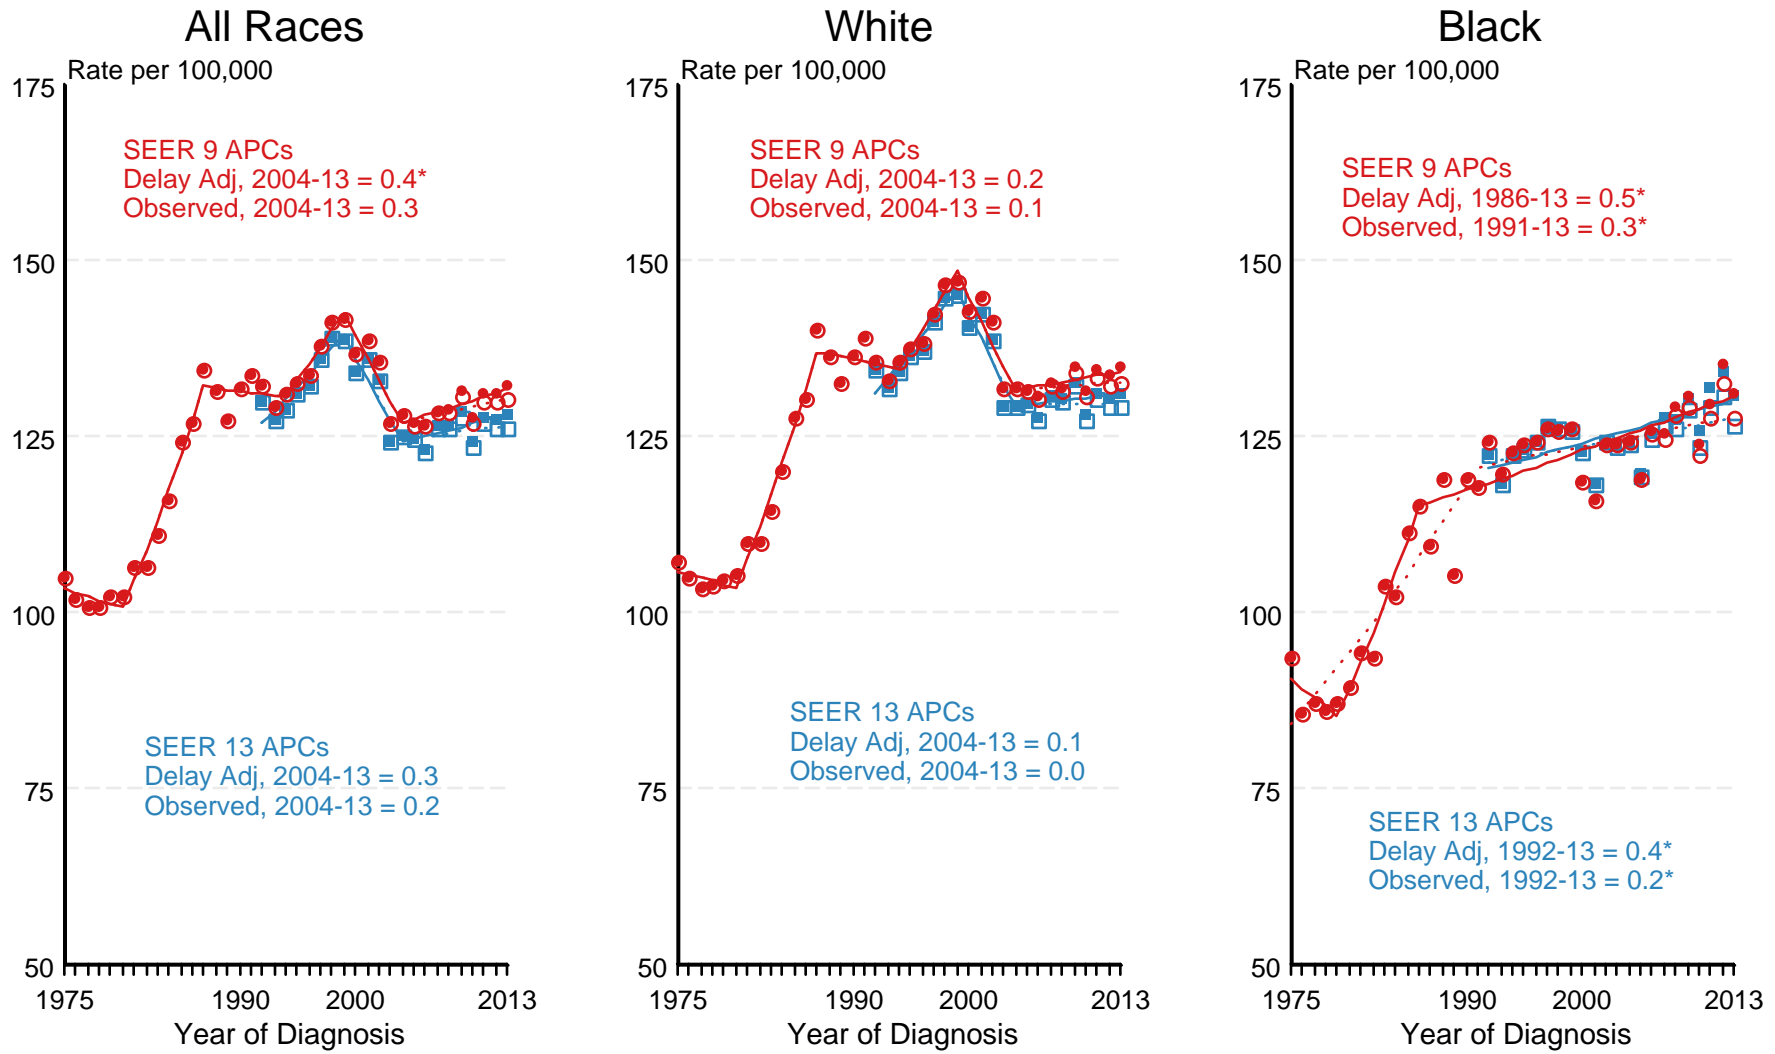 All Races
Rate per 100,000
175
150
125
100
75
50
SEER 9 APCs
Delay Adj, 2004-13 = 0.4*
Observed, 2004-13 = 0.3
SEER 13 APCs
Delay Adj, 2004-13 = 0.3
Observed, 2004-13 = 0.2
1975 1990 2000 2013
Year of Diagnosis
White
Rate per 100,000
175
150
125
100
75
50
SEER 9 APCs
Delay Adj, 2004-13 = 0.2
Observed, 2004-13 = 0.1
SEER 13 APCs
Delay Adj, 2004-13 = 0.1
Observed, 2004-13 = 0.0
1975 1990 2000 2013
Year of Diagnosis
Black
Rate per 100,000
175
150
125
100
75
50
SEER 9 APCs
Delay Adj, 1986-13 = 0.5*
Observed, 1991-13 = 0.3*
SEER 13 APCs
Delay Adj, 1992-13 = 0.4*
Observed, 1992-13 = 0.2*
1975 1990 2000 2013
Year of Diagnosis